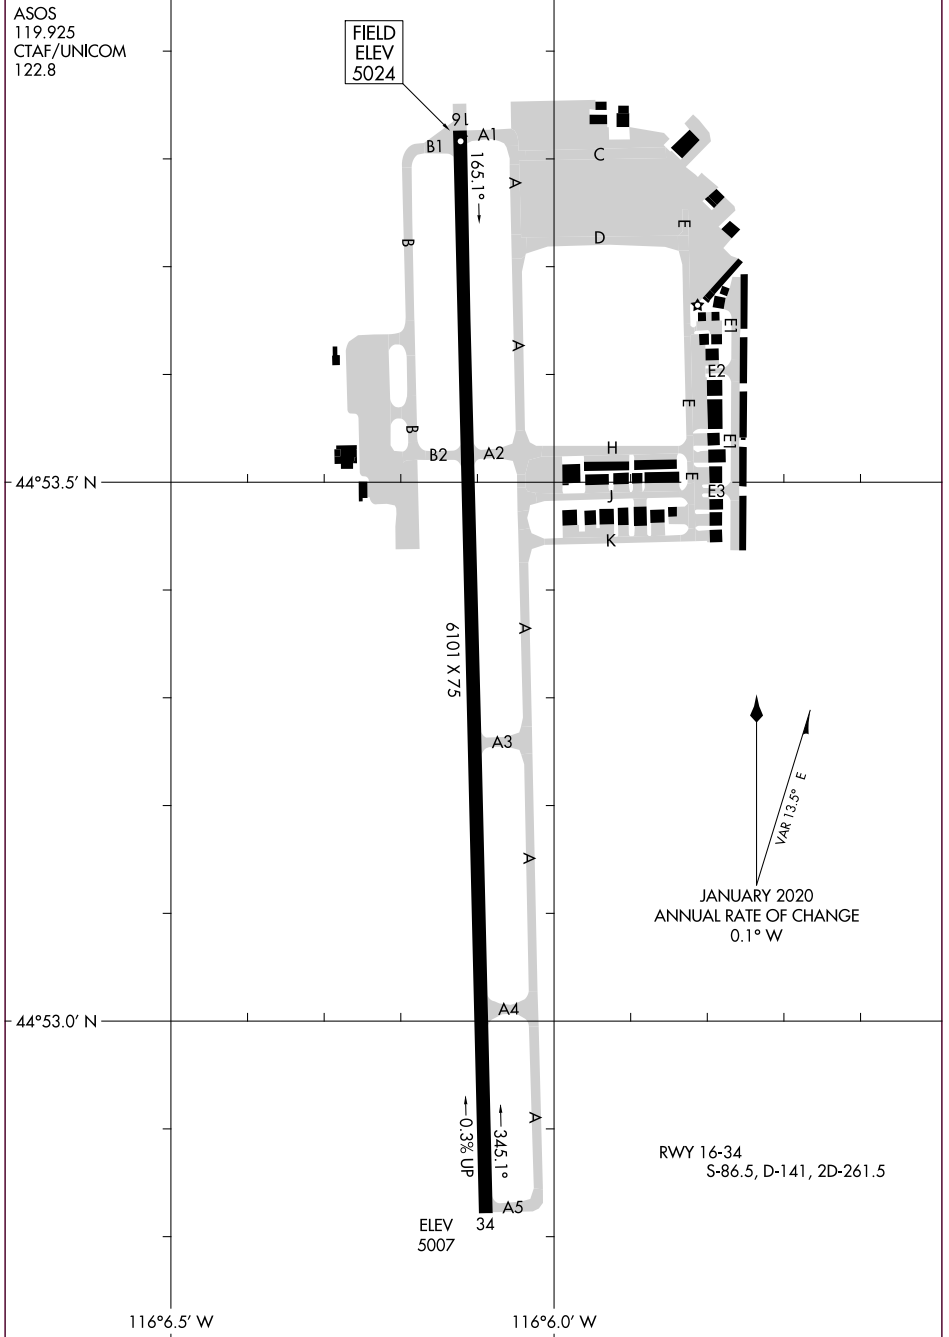 ASOS
119.925
CTAF/UNICOM
122.8
FIELD
ELEV
5024
16
A1
B1
165.1°
C
A
E
B
D
E1
A
E2
E
B
H
E1
B2
A2
44°53.5' N
E
E3
J
K
A
6101 X 75
A3
VAR 13.5° E
A
JANUARY 2020
ANNUAL RATE OF CHANGE
0.1° W
A4
44°53.0' N
A
0.3% UP
345.1°
RWY 16-34
S-86.5, D-141, 2D-261.5
A5
ELEV
5007
34
116°6.5' W
116°6.0' W